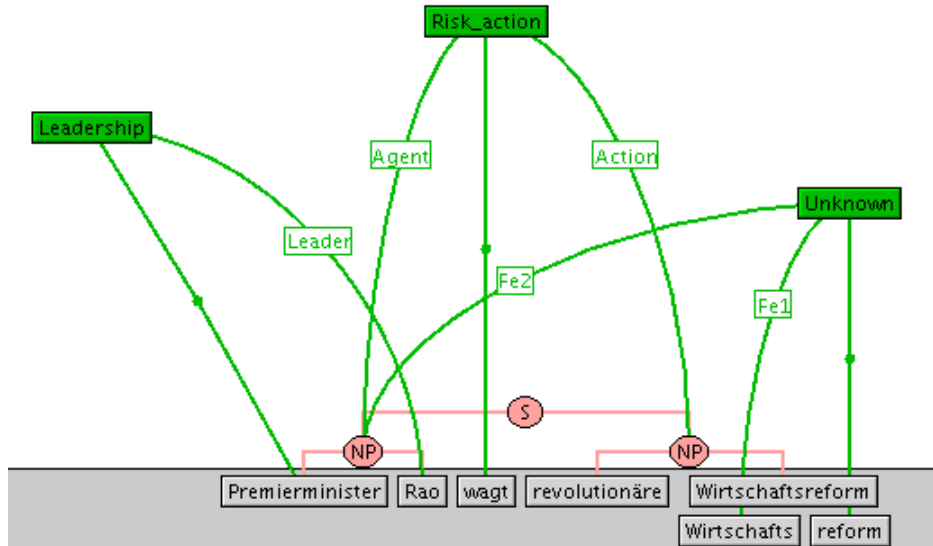 Risk_action
Leadership
Agent
Action
Unknown
Leader
Fe2
Fe1
S
NP NP
Premierminister Rao wagt revolutionäre Wirtschaftsreform
Wirtschafts reform